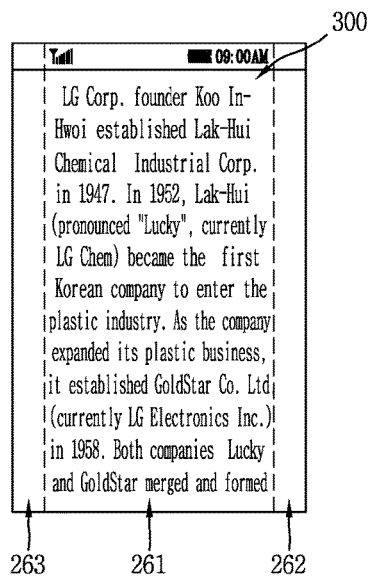 300
09:00AM
LG Corp. founder Koo In-
Hwoi established Lak-Hui
Chemical Industrial Corp.
in 1947. In 1952, Lak-Hui
(pronounced "Lucky", currently
LG Chem) became the first
Korean company to enter the
plastic industry. As the company
expanded its plastic business,
it established GoldStar Co. Ltd
(currently LG Electronics Inc.)
in 1958. Both companies Lucky
and GoldStar merged and formed
263 261 262